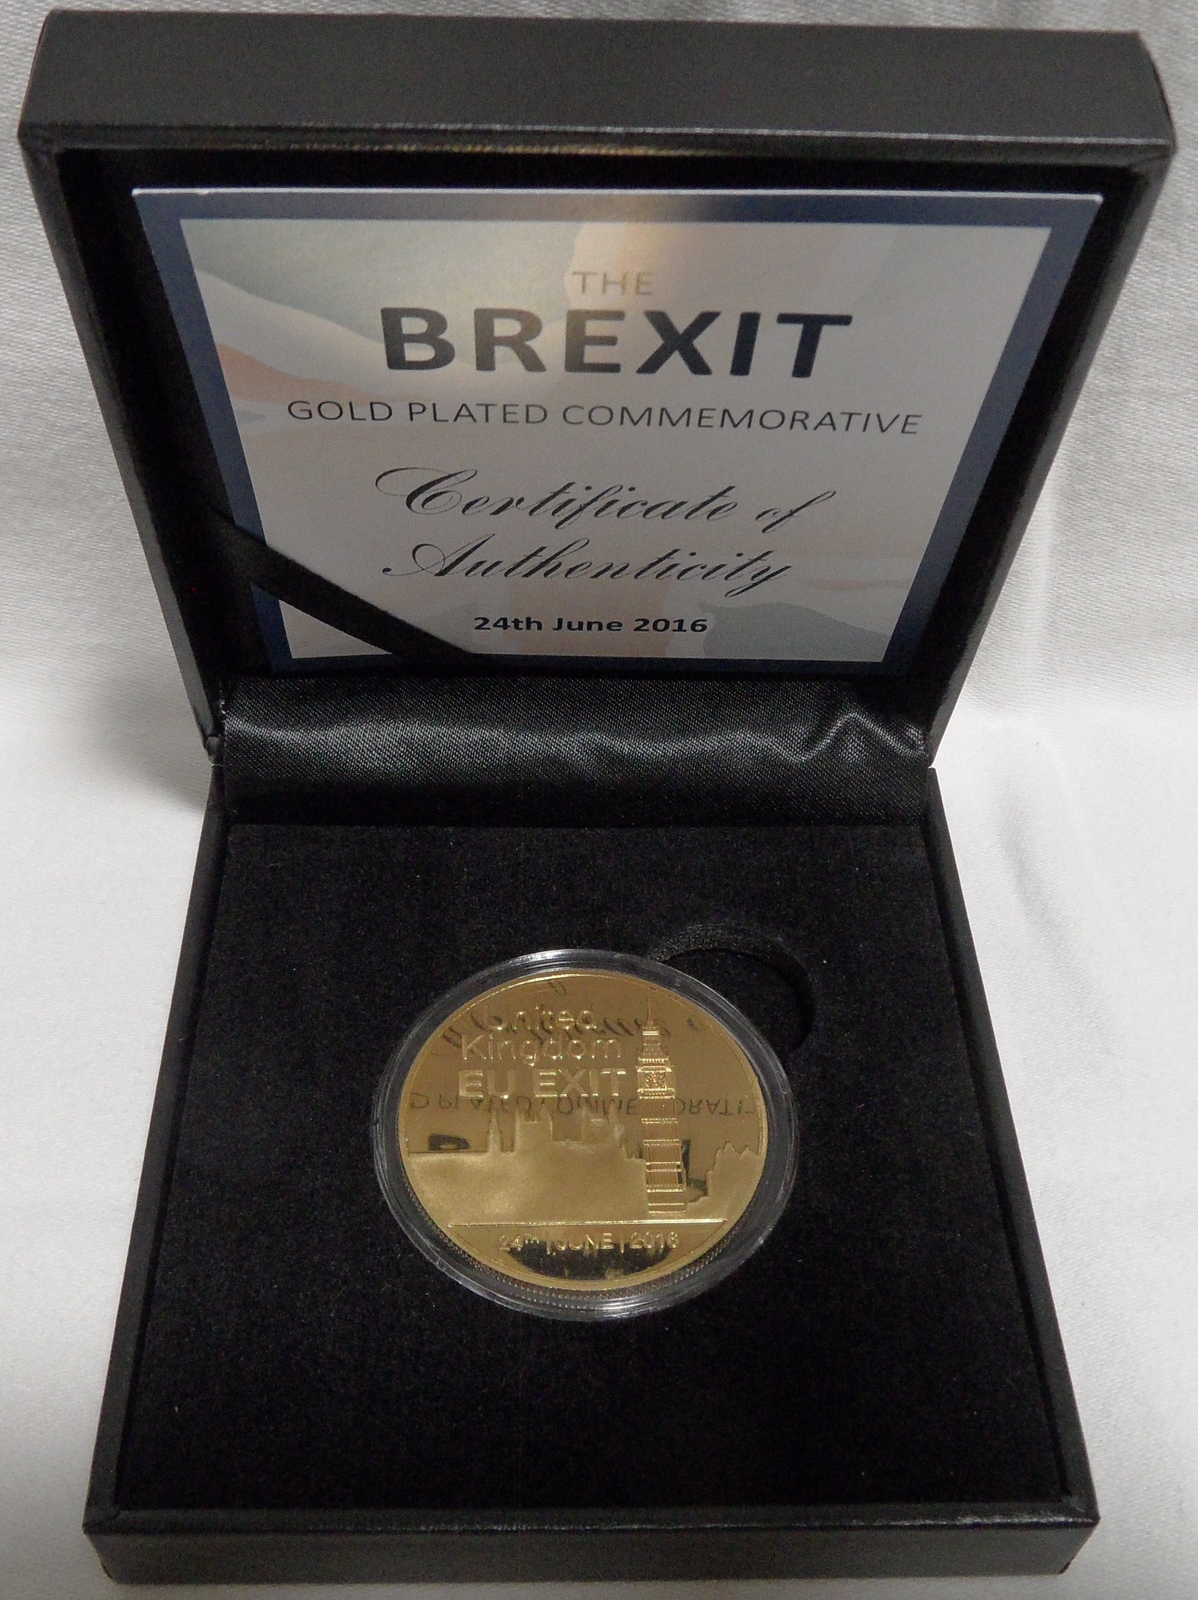 THE
BREXIT
GOLD PLATED COMMEMORATIVE
Certificate of
Authenticity
24th June 2016
United
Kingdom
EU EXIT
24th | JUNE | 2016